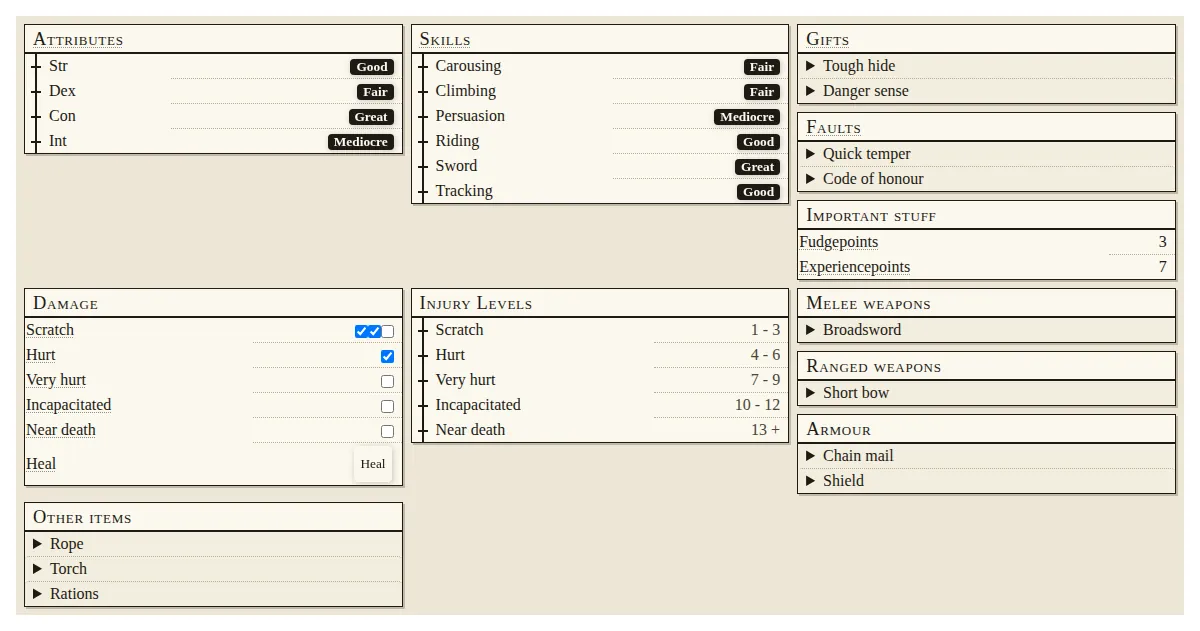 Attributes
Str Good
Dex Fair
Con Great
Int Mediocre
Skills
Carousing Fair
Climbing Fair
Persuasion Mediocre
Riding Good
Sword Great
Tracking Good
Gifts
Tough hide
Danger sense
Faults
Quick temper
Code of honour
Important stuff
Fudgepoints 3
Experiencepoints 7
Damage
Scratch
Hurt
Very hurt
Incapacitated
Near death
Heal Heal
Injury Levels
Scratch 1 - 3
Hurt 4 - 6
Very hurt 7 - 9
Incapacitated 10 - 12
Near death 13 +
Melee weapons
Broadsword
Ranged weapons
Short bow
Armour
Chain mail
Shield
Other items
Rope
Torch
Rations